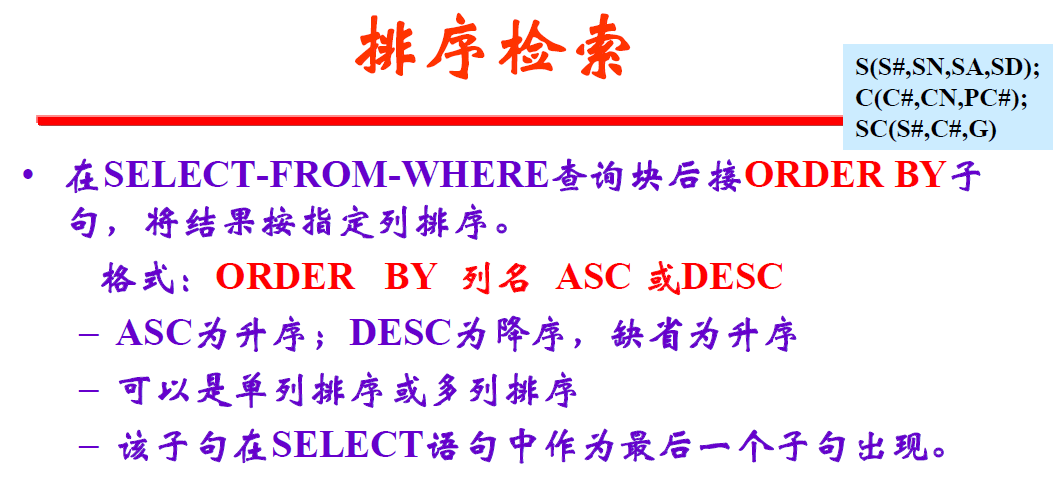 排序检索
S(S#,SN,SA,SD);
C(C#,CN,PC#);
SC(S#,C#,G)
• 在SELECT-FROM-WHERE查询块后接ORDER BY子
句，将结果按指定列排序。
格式：ORDER BY 列名 ASC 或DESC
– ASC为升序；DESC为降序，缺省为升序
– 可以是单列排序或多列排序
– 该子句在SELECT语句中作为最后一个子句出现。